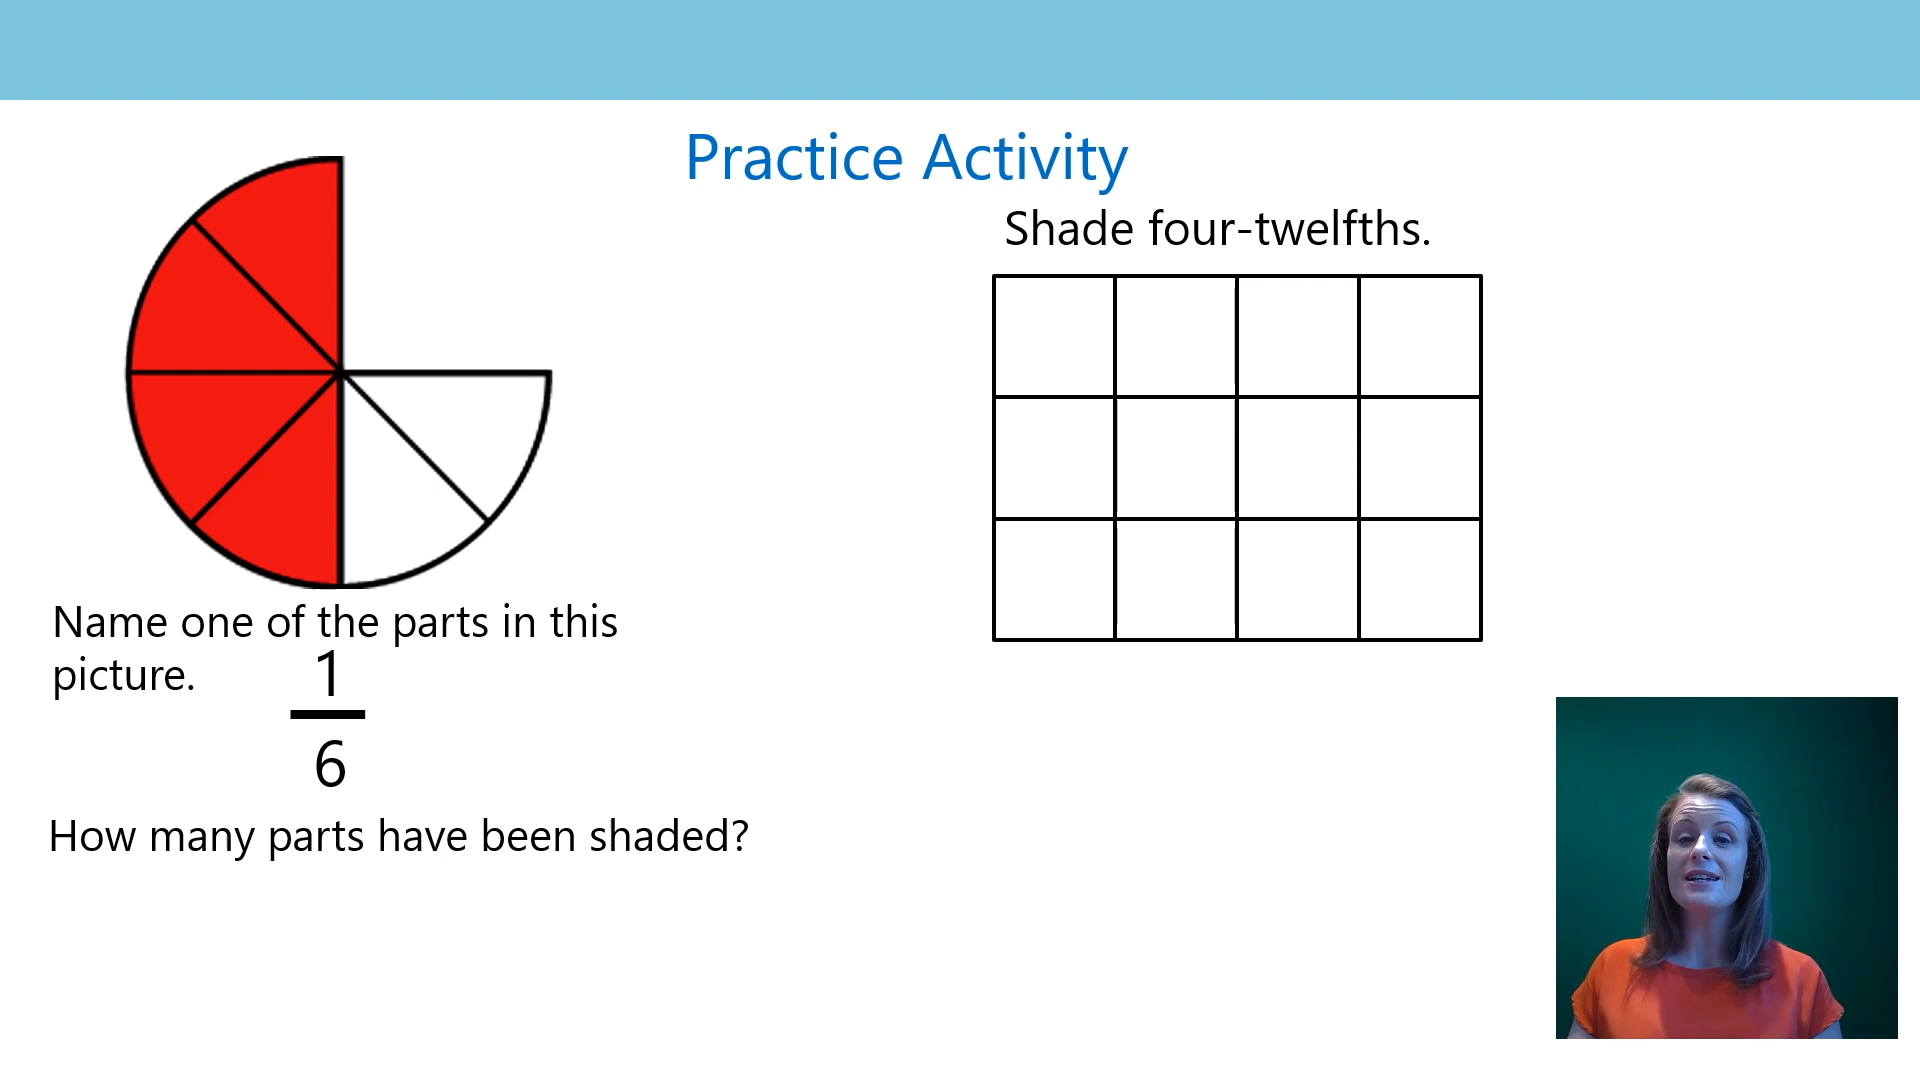 Practice Activity
Name one of the parts in this
picture.
1
6
How many parts have been shaded?
Shade four-twelfths.